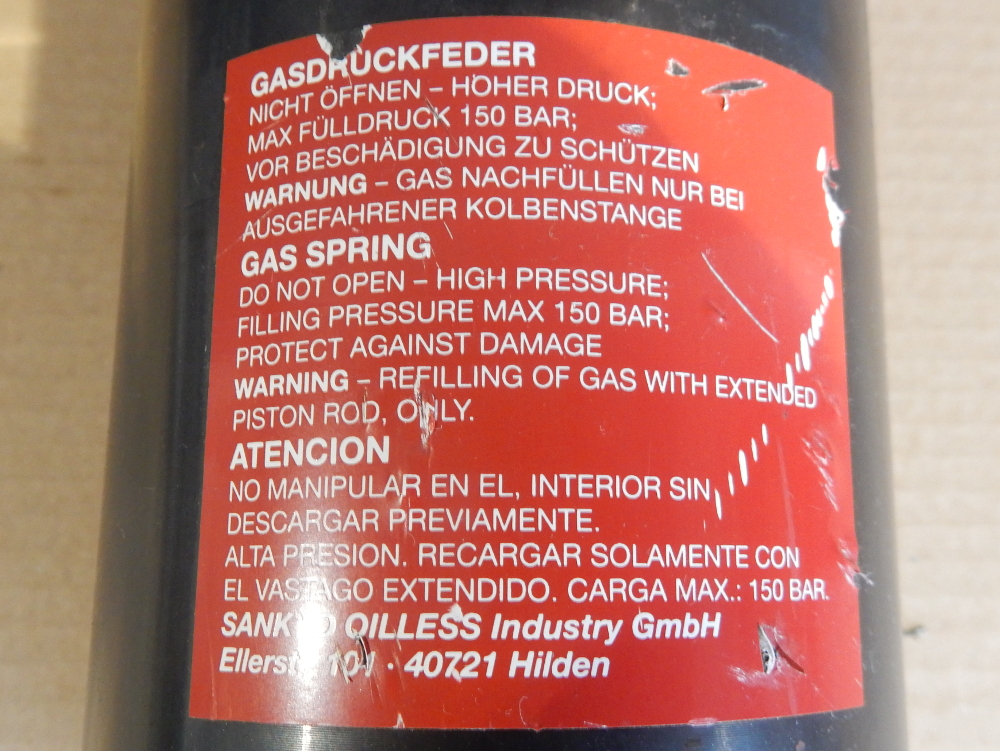 GASDRUCKFEDER
NICHT ÖFFNEN – HOHER DRUCK;
MAX FÜLLDRUCK 150 BAR;
VOR BESCHÄDIGUNG ZU SCHÜTZEN
WARNUNG – GAS NACHFÜLLEN NUR BEI
AUSGEFAHRENER KOLBENSTANGE
GAS SPRING
DO NOT OPEN – HIGH PRESSURE;
FILLING PRESSURE MAX 150 BAR;
PROTECT AGAINST DAMAGE
WARNING – REFILLING OF GAS WITH EXTENDED
PISTON ROD, ONLY.
ATENCION
NO MANIPULAR EN EL, INTERIOR SIN
DESCARGAR PREVIAMENTE.
ALTA PRESION. RECARGAR SOLAMENTE CON
EL VASTAGO EXTENDIDO. CARGA MAX.: 150 BAR.
SANKYO OILLESS Industry GmbH
101 · 40721 Hilden